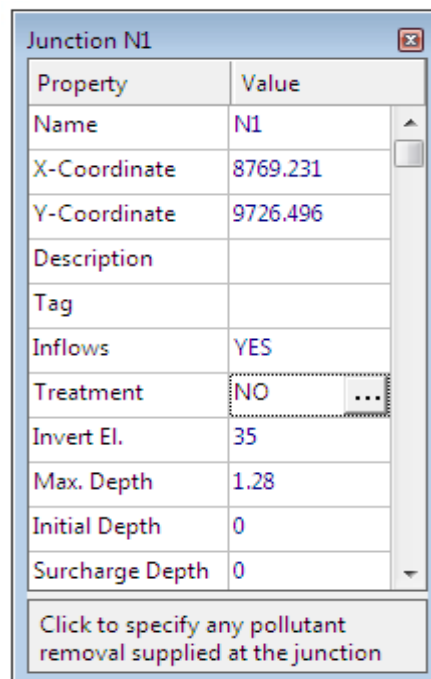 Junction N1
Property Value
Name N1
X-Coordinate 8769.231
Y-Coordinate 9726.496
Description
Tag
Inflows YES
Treatment NO ...
Invert El. 35
Max. Depth 1.28
Initial Depth 0
Surcharge Depth 0
Click to specify any pollutant
removal supplied at the junction